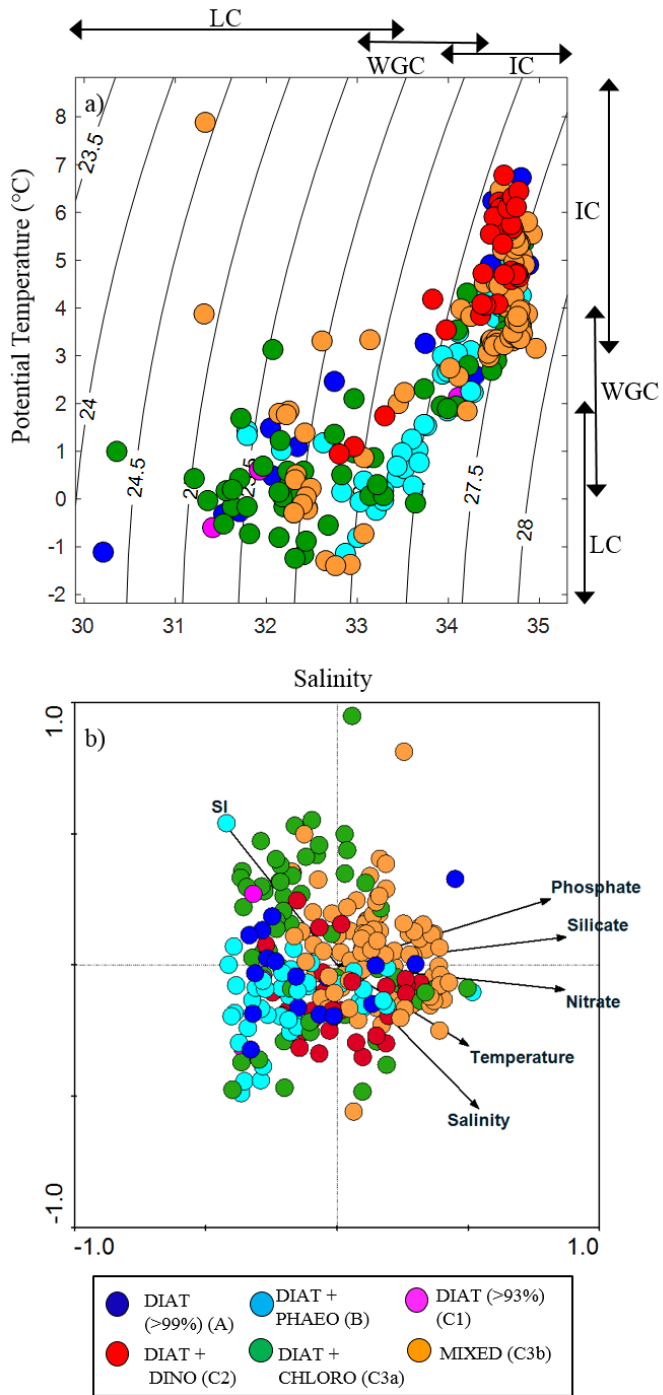 LC
WGC
IC
a)
8
7
6
5
4
3
2
1
0
-1
-2
Potential Temperature (°C)
23.5
24
24.5
27.5
28
IC
WGC
LC
30 31 32 33 34 35
Salinity
1.0
b)
SI
Phosphate
Silicate
Nitrate
Temperature
Salinity
-1.0
-1.0 1.0
DIAT (>99%) (A)
DIAT + PHAEO (B)
DIAT (>93%) (C1)
DIAT + DINO (C2)
DIAT + CHLORO (C3a)
MIXED (C3b)